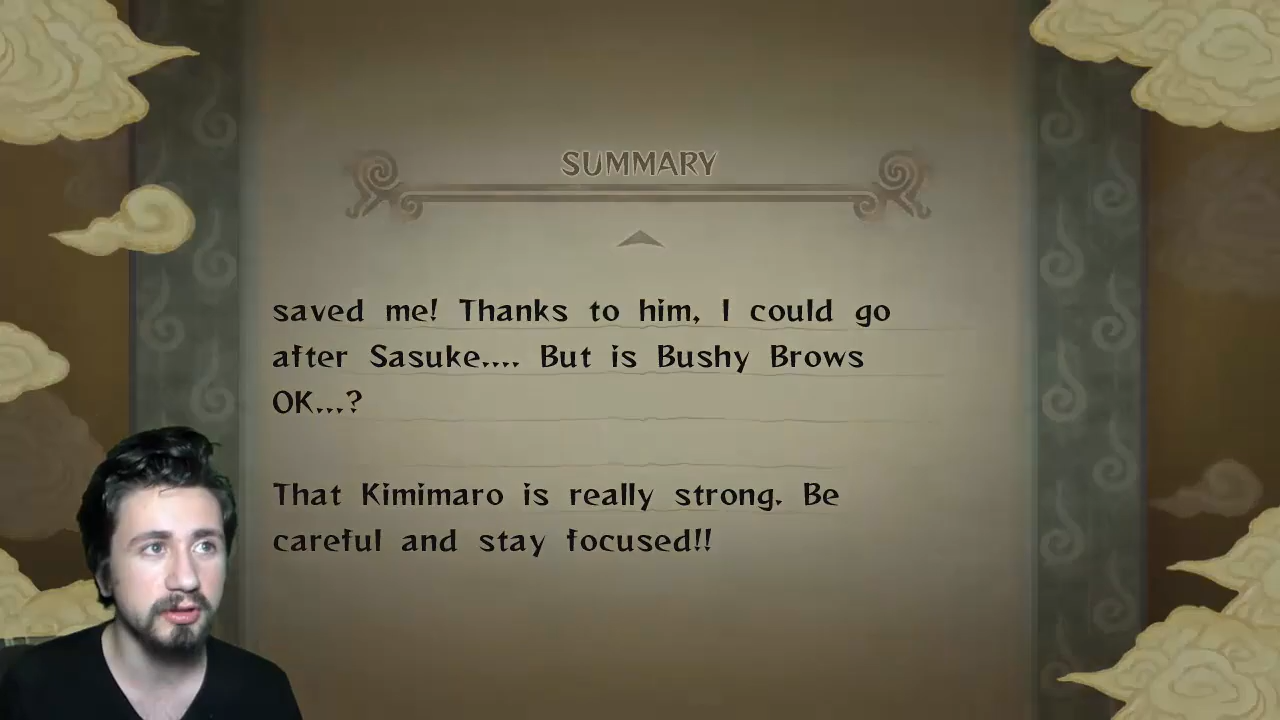 SUMMARY
saved me! Thanks to him, I could go
after Sasuke.... But is Bushy Brows
OK...?
That Kimimaro is really strong. Be
careful and stay focused!!